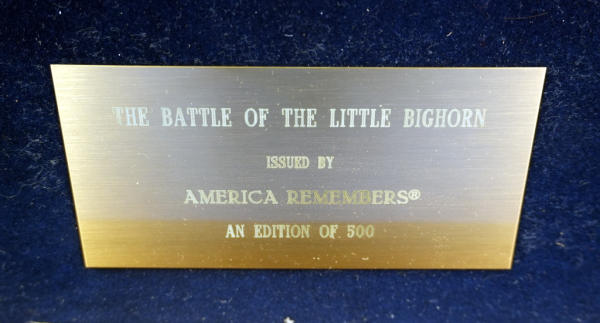 THE BATTLE OF THE LITTLE BIGHORN
ISSUED BY
AMERICA REMEMBERS®
AN EDITION OF 500